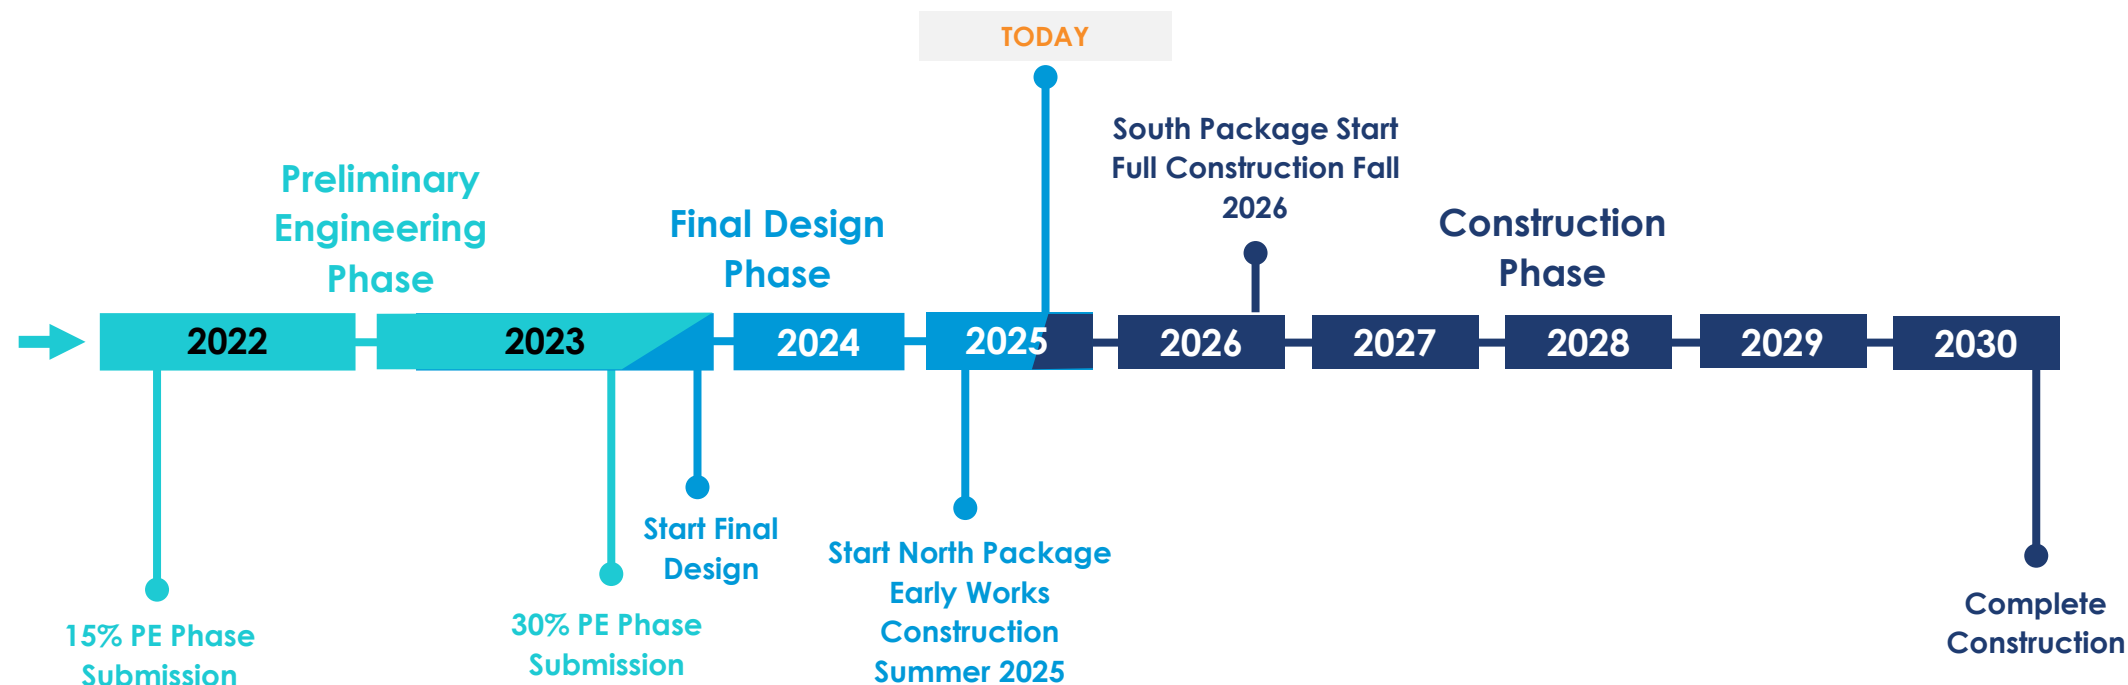 TODAY
South Package Start
Full Construction Fall
2026
Preliminary
Engineering
Phase
Final Design
Phase
Construction
Phase
2022
2023
2024
2025
2026
2027
2028
2029
2030
Start Final
Design
Start North Package
Early Works
Construction
Summer 2025
30% PE Phase
Submission
15% PE Phase
Submission
Complete
Construction